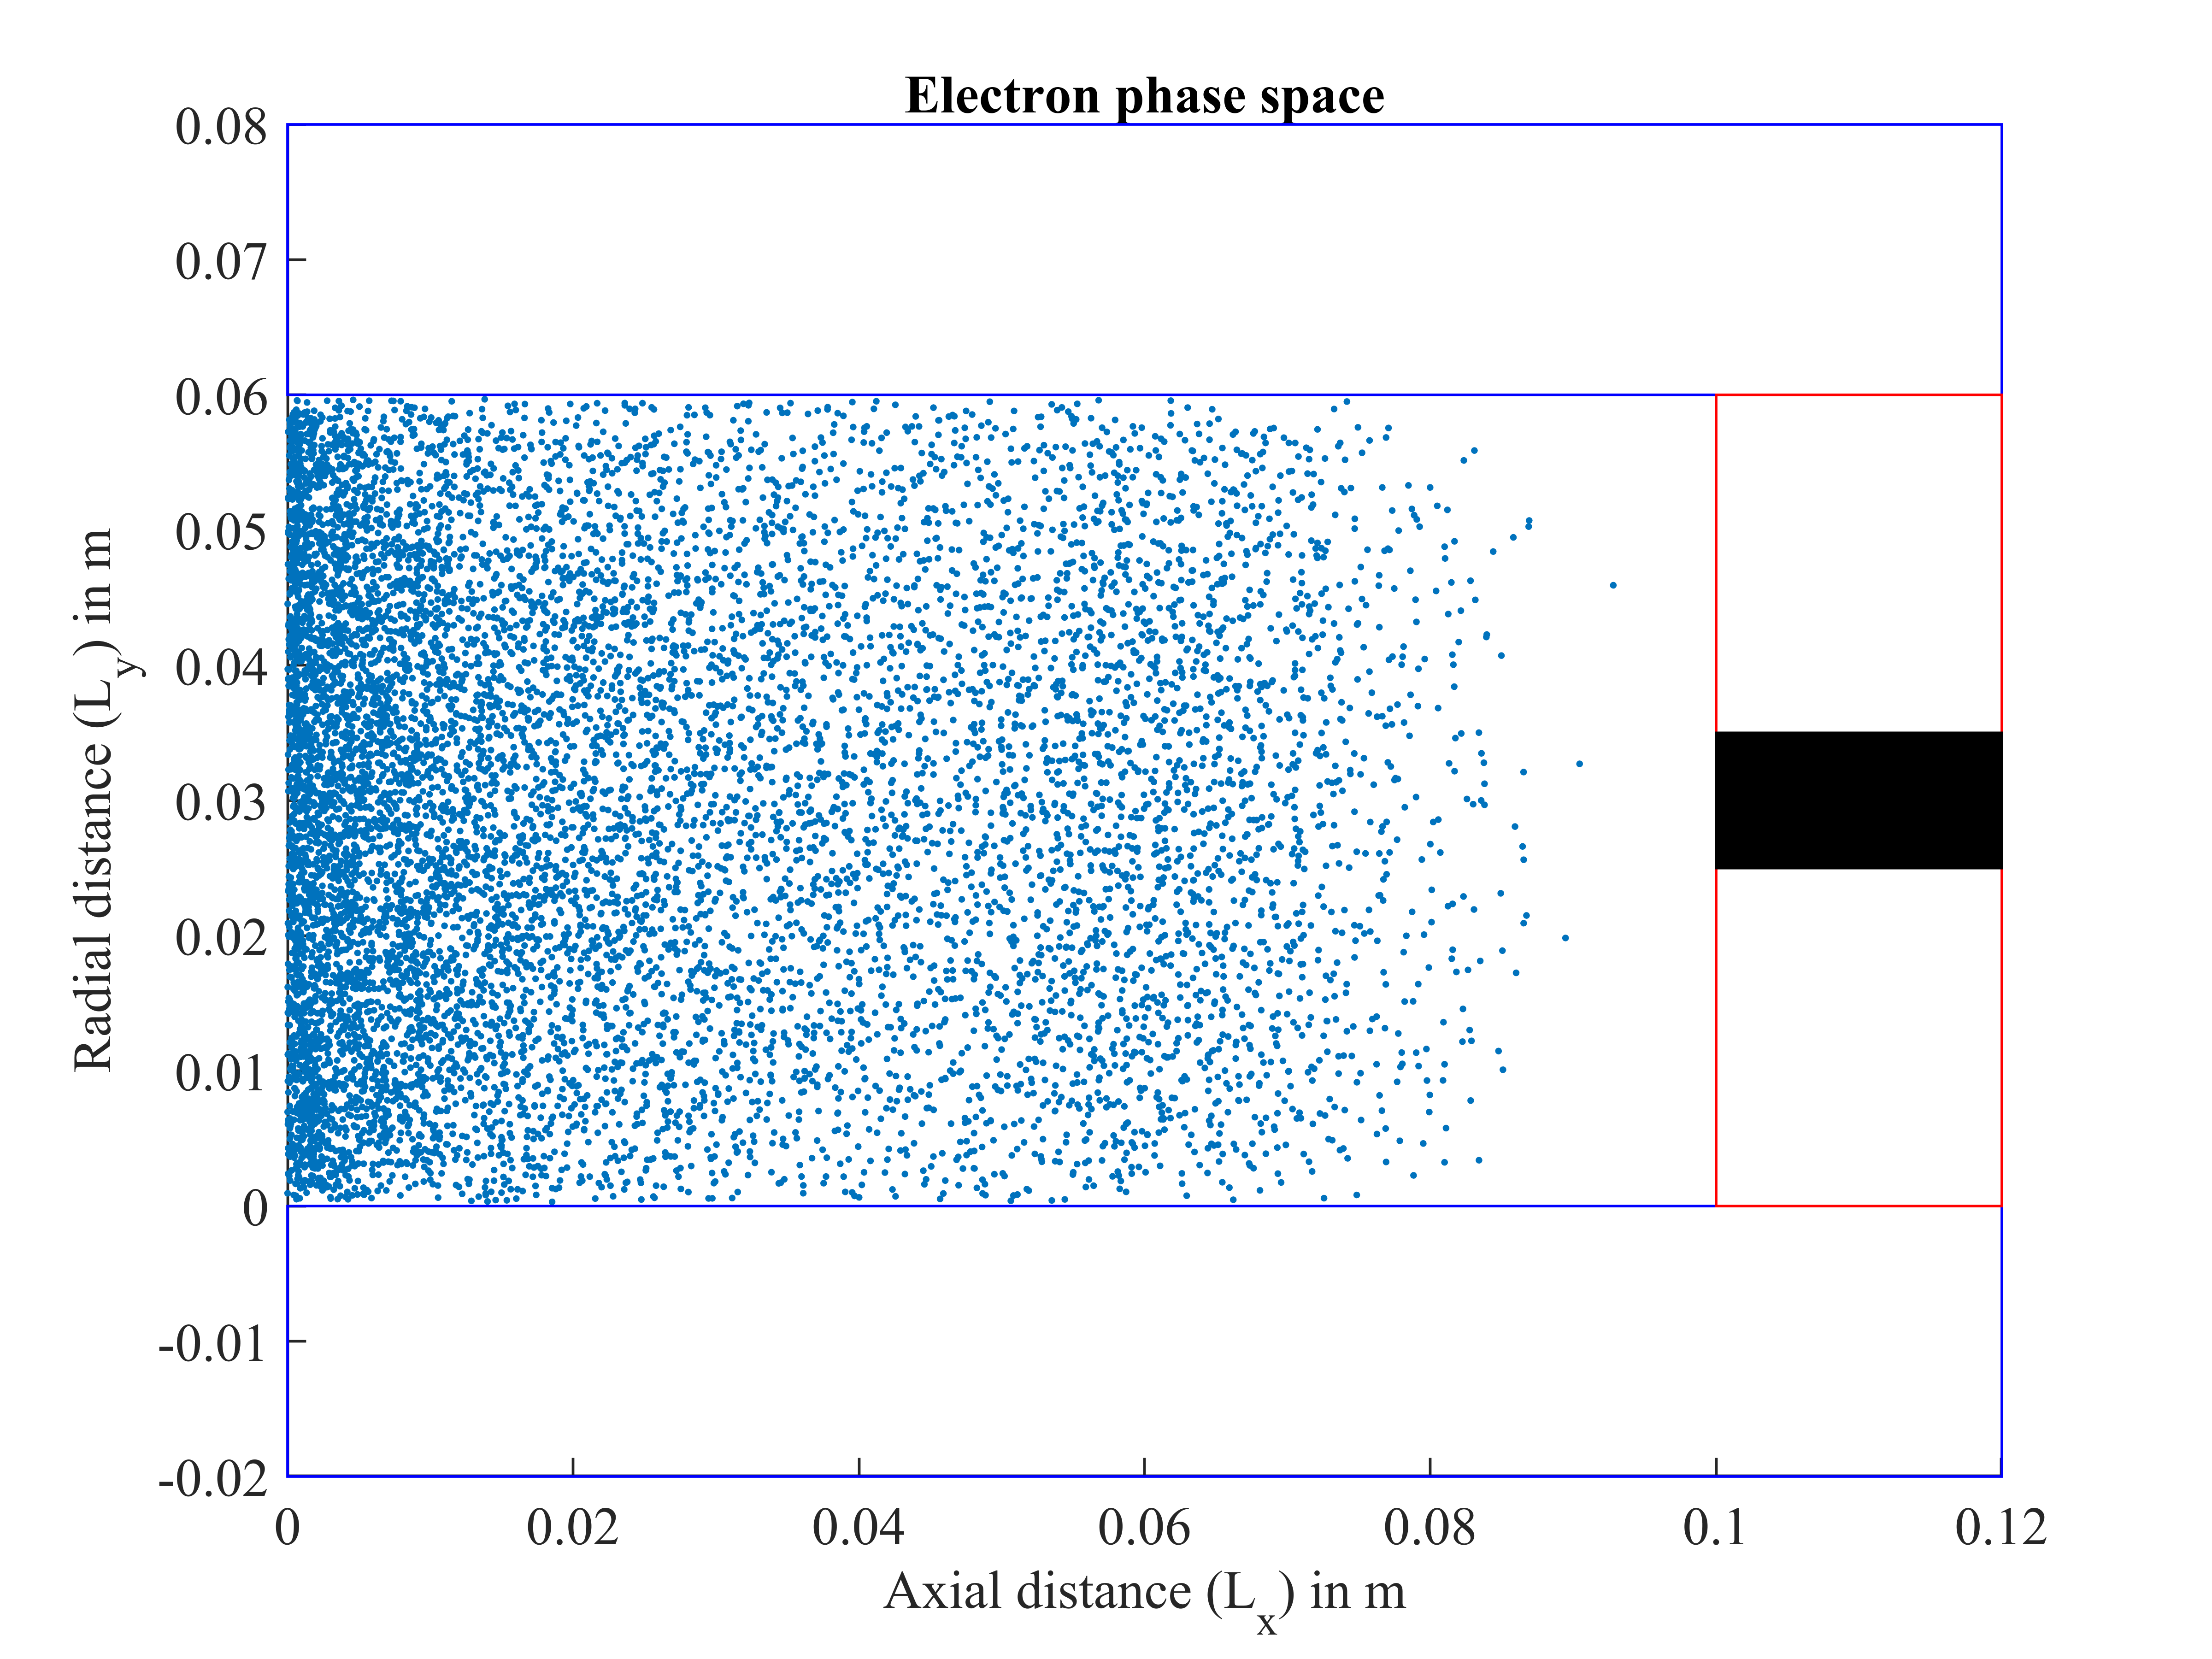 Electron phase space
0.08
0.07
0.06
0.05
0.04
0.03
0.02
0.01
0
-0.01
-0.02
Radial distance (L_y) in m
0 0.02 0.04 0.06 0.08 0.1 0.12
Axial distance (L_x) in m